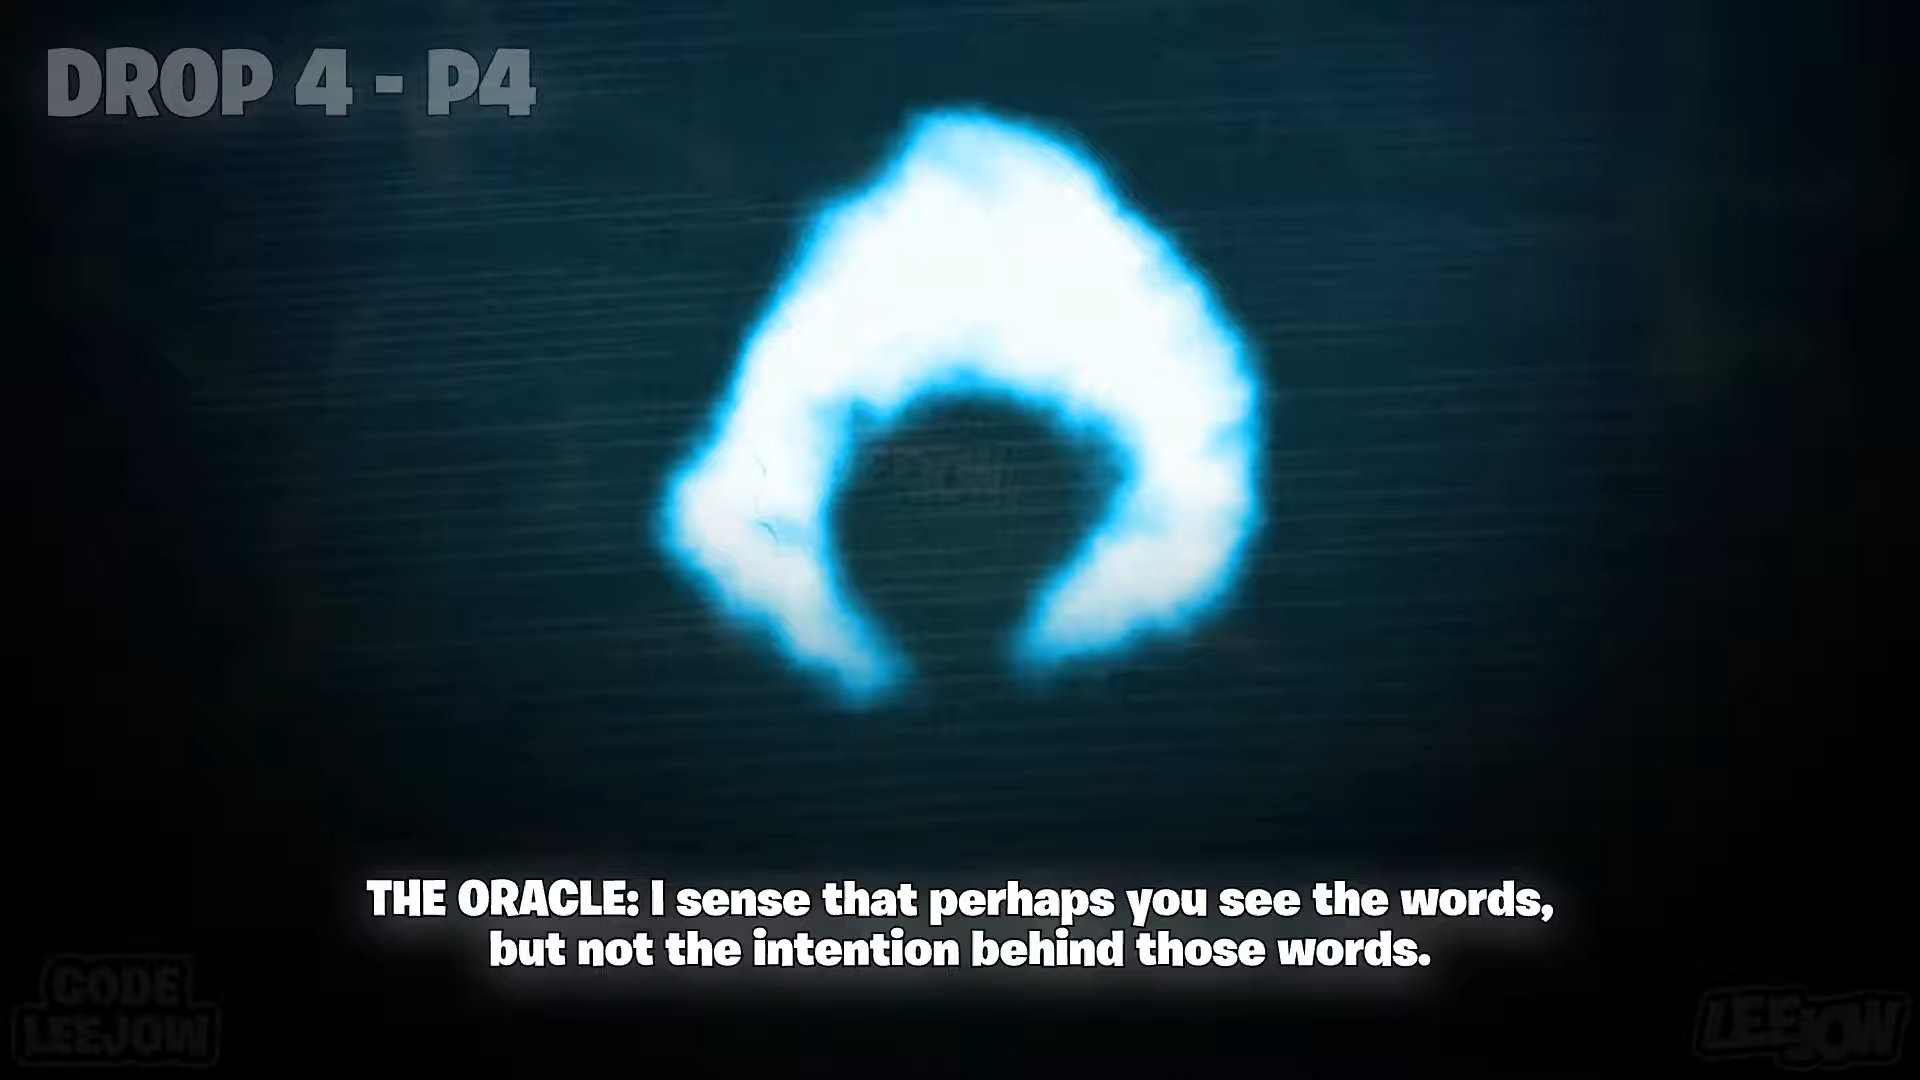 DROP 4 - P4
THE ORACLE: I sense that perhaps you see the words,
but not the intention behind those words.
CODE
LEEJOW
LEEJOW